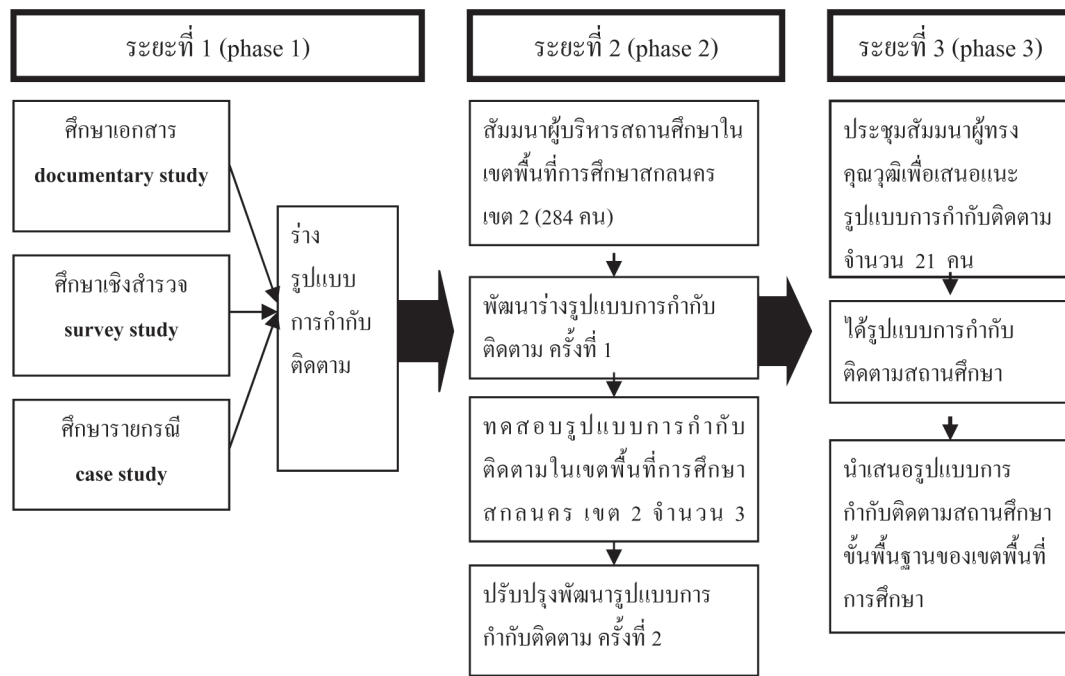 ระยะที่ 1 (phase 1)
ศึกษาเอกสาร
documentary study
ศึกษาเชิงสำรวจ
survey study
ศึกษารายกรณี
case study
ร่าง
รูปแบบ
การกำกับ
ติดตาม
ระยะที่ 2 (phase 2)
สัมมนาผู้บริหารสถานศึกษาใน
เขตพื้นที่การศึกษาสกลนคร
เขต 2 (284 คน)
พัฒนาร่างรูปแบบการกำกับ
ติดตาม ครั้งที่ 1
ทดสอบรูปแบบการกำกับ
ติดตามในเขตพื้นที่การศึกษา
สกลนคร เขต 2 จำนวน 3
ปรับปรุงพัฒนารูปแบบการ
กำกับติดตาม ครั้งที่ 2
ระยะที่ 3 (phase 3)
ประชุมสัมมนาผู้ทรง
คุณวุฒิเพื่อเสนอแนะ
รูปแบบการกำกับติดตาม
จำนวน 21 คน
ได้รูปแบบการกำกับ
ติดตามสถานศึกษา
นำเสนอรูปแบบการ
กำกับติดตามสถานศึกษา
ขั้นพื้นฐานของเขตพื้นที่
การศึกษา